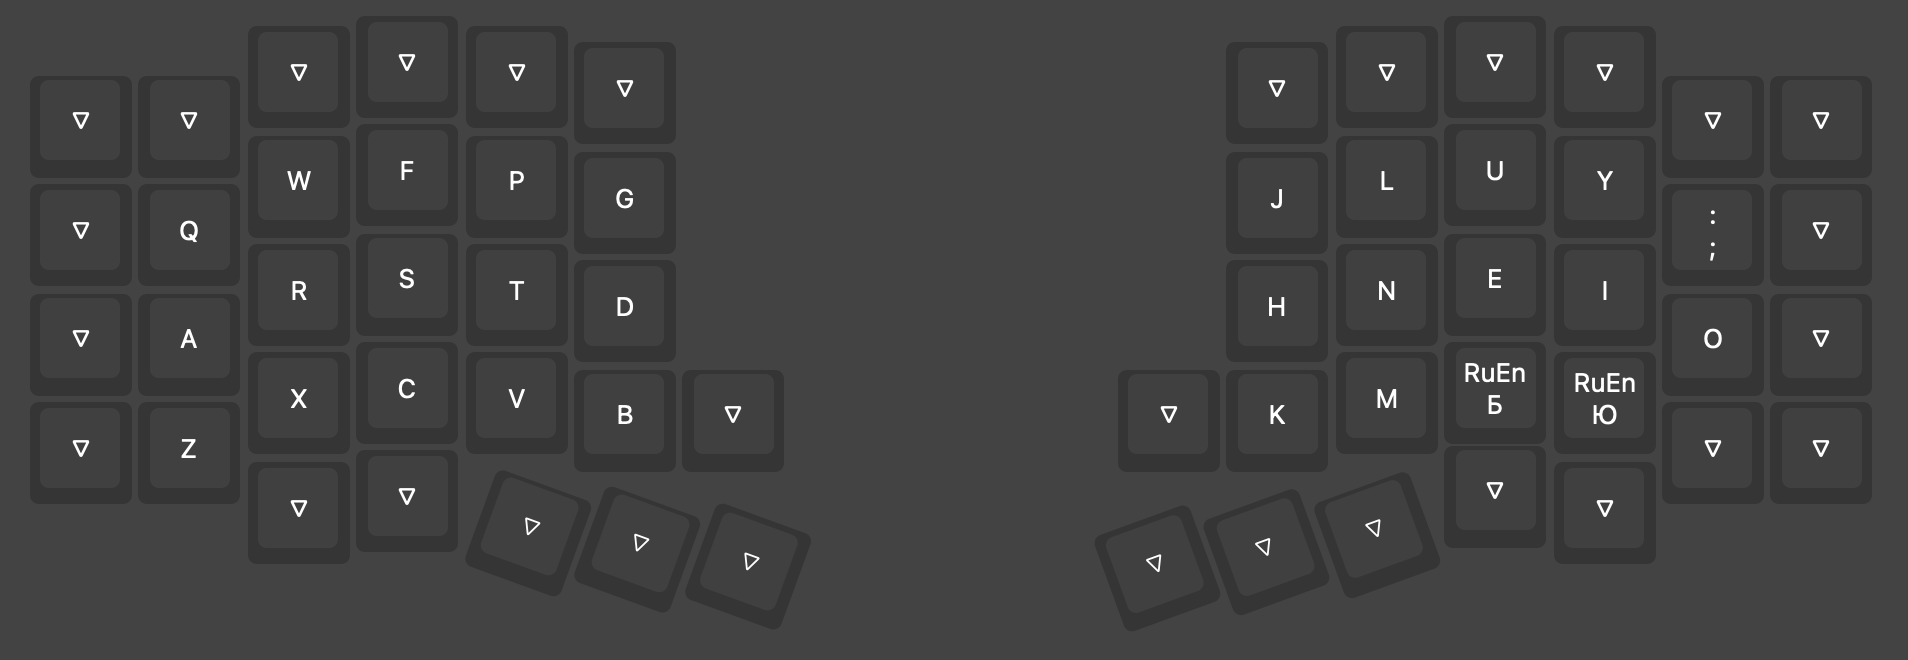 W F P G J L U Y
Q : ;
R S T D H N E I
A O
X C V B K M RuEn Б RuEn Ю
Z